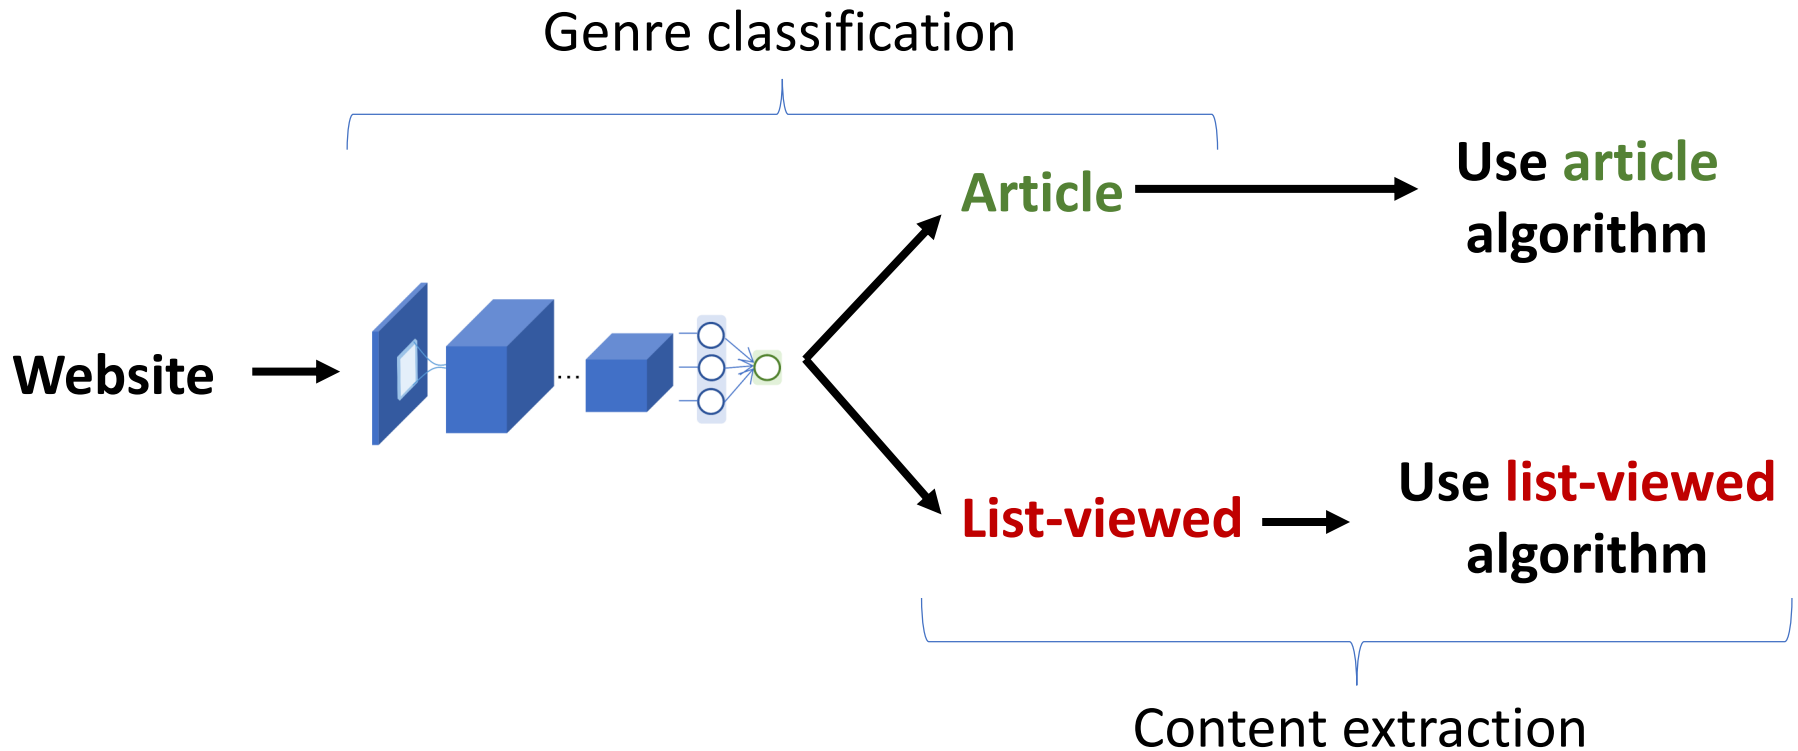 Genre classification
Website
...
Article
Use article
algorithm
List-viewed
Use list-viewed
algorithm
Content extraction